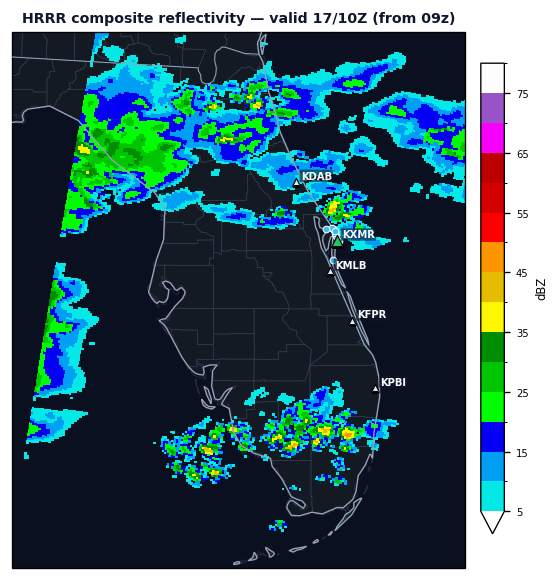 HRRR composite reflectivity — valid 17/10Z (from 09z)
KDAB
KXMR
KMLB
KFPR
KPBI
75
65
55
45
35
25
15
5
dBZ